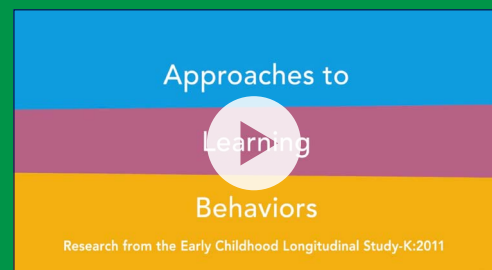 Approaches to
Learning
Behaviors
Research from the Early Childhood Longitudinal Study-K:2011